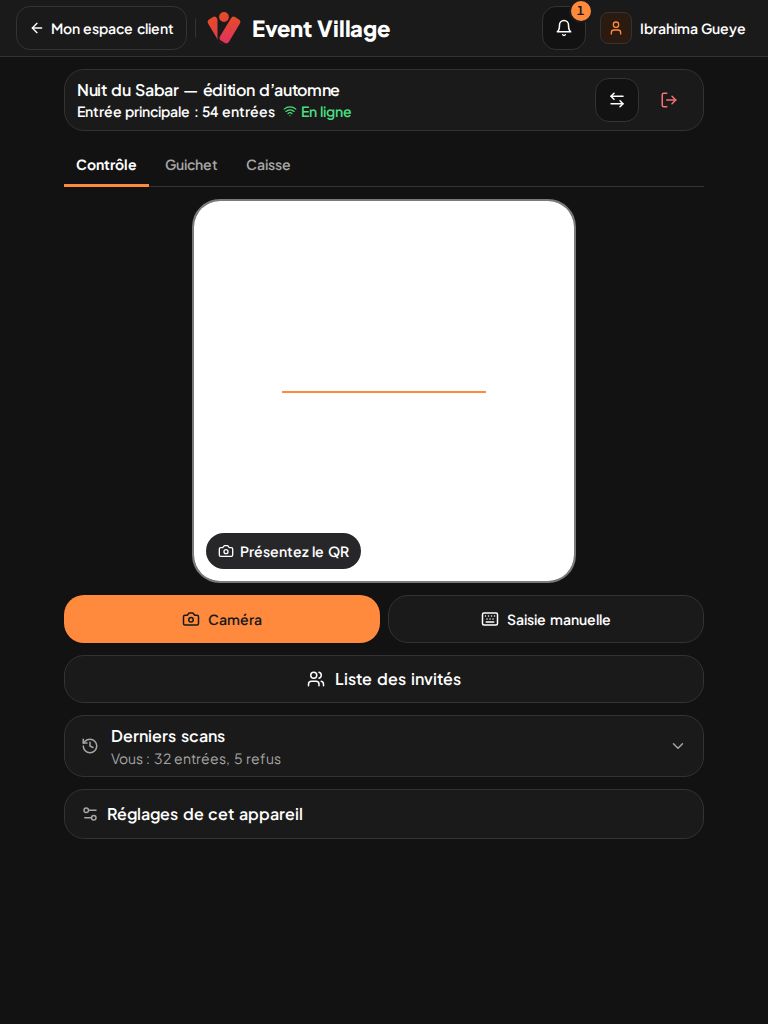 Mon espace client
Event Village
1
Ibrahima Gueye
Nuit du Sabar — édition d'automne
Entrée principale : 54 entrées En ligne
Contrôle
Guichet
Caisse
Présentez le QR
Caméra
Saisie manuelle
Liste des invités
Derniers scans
Vous : 32 entrées, 5 refus
Réglages de cet appareil